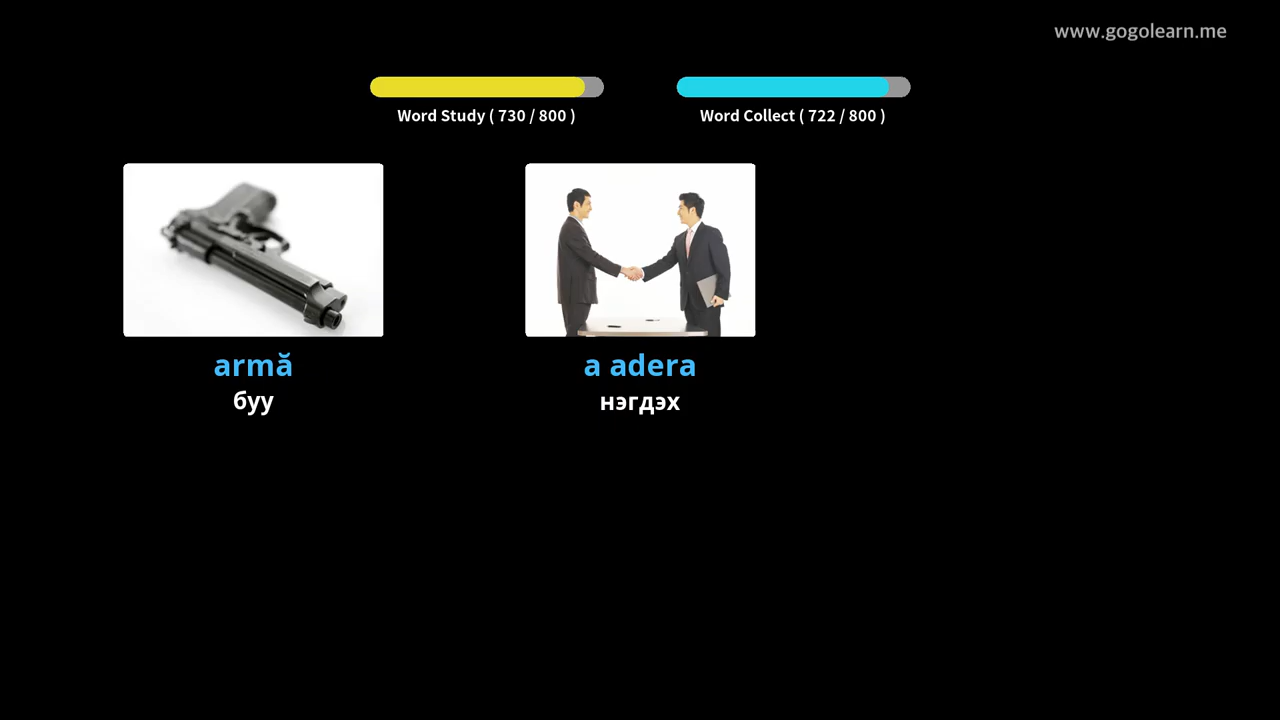 www.gogolearn.me
Word Study ( 730 / 800 )
Word Collect ( 722 / 800 )
armă
буу
a adera
нэгдэх